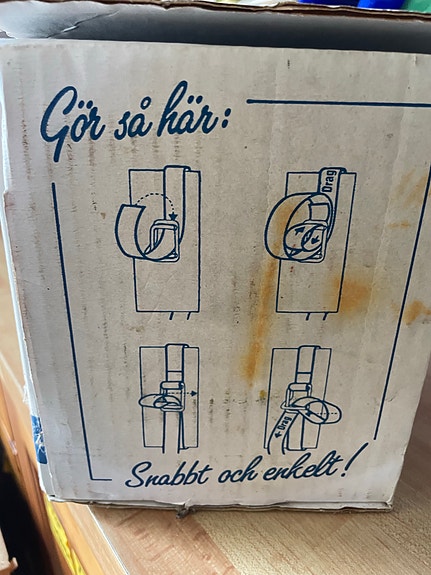 Gör så här:
Drag
Drag
Snabbt och enkelt!